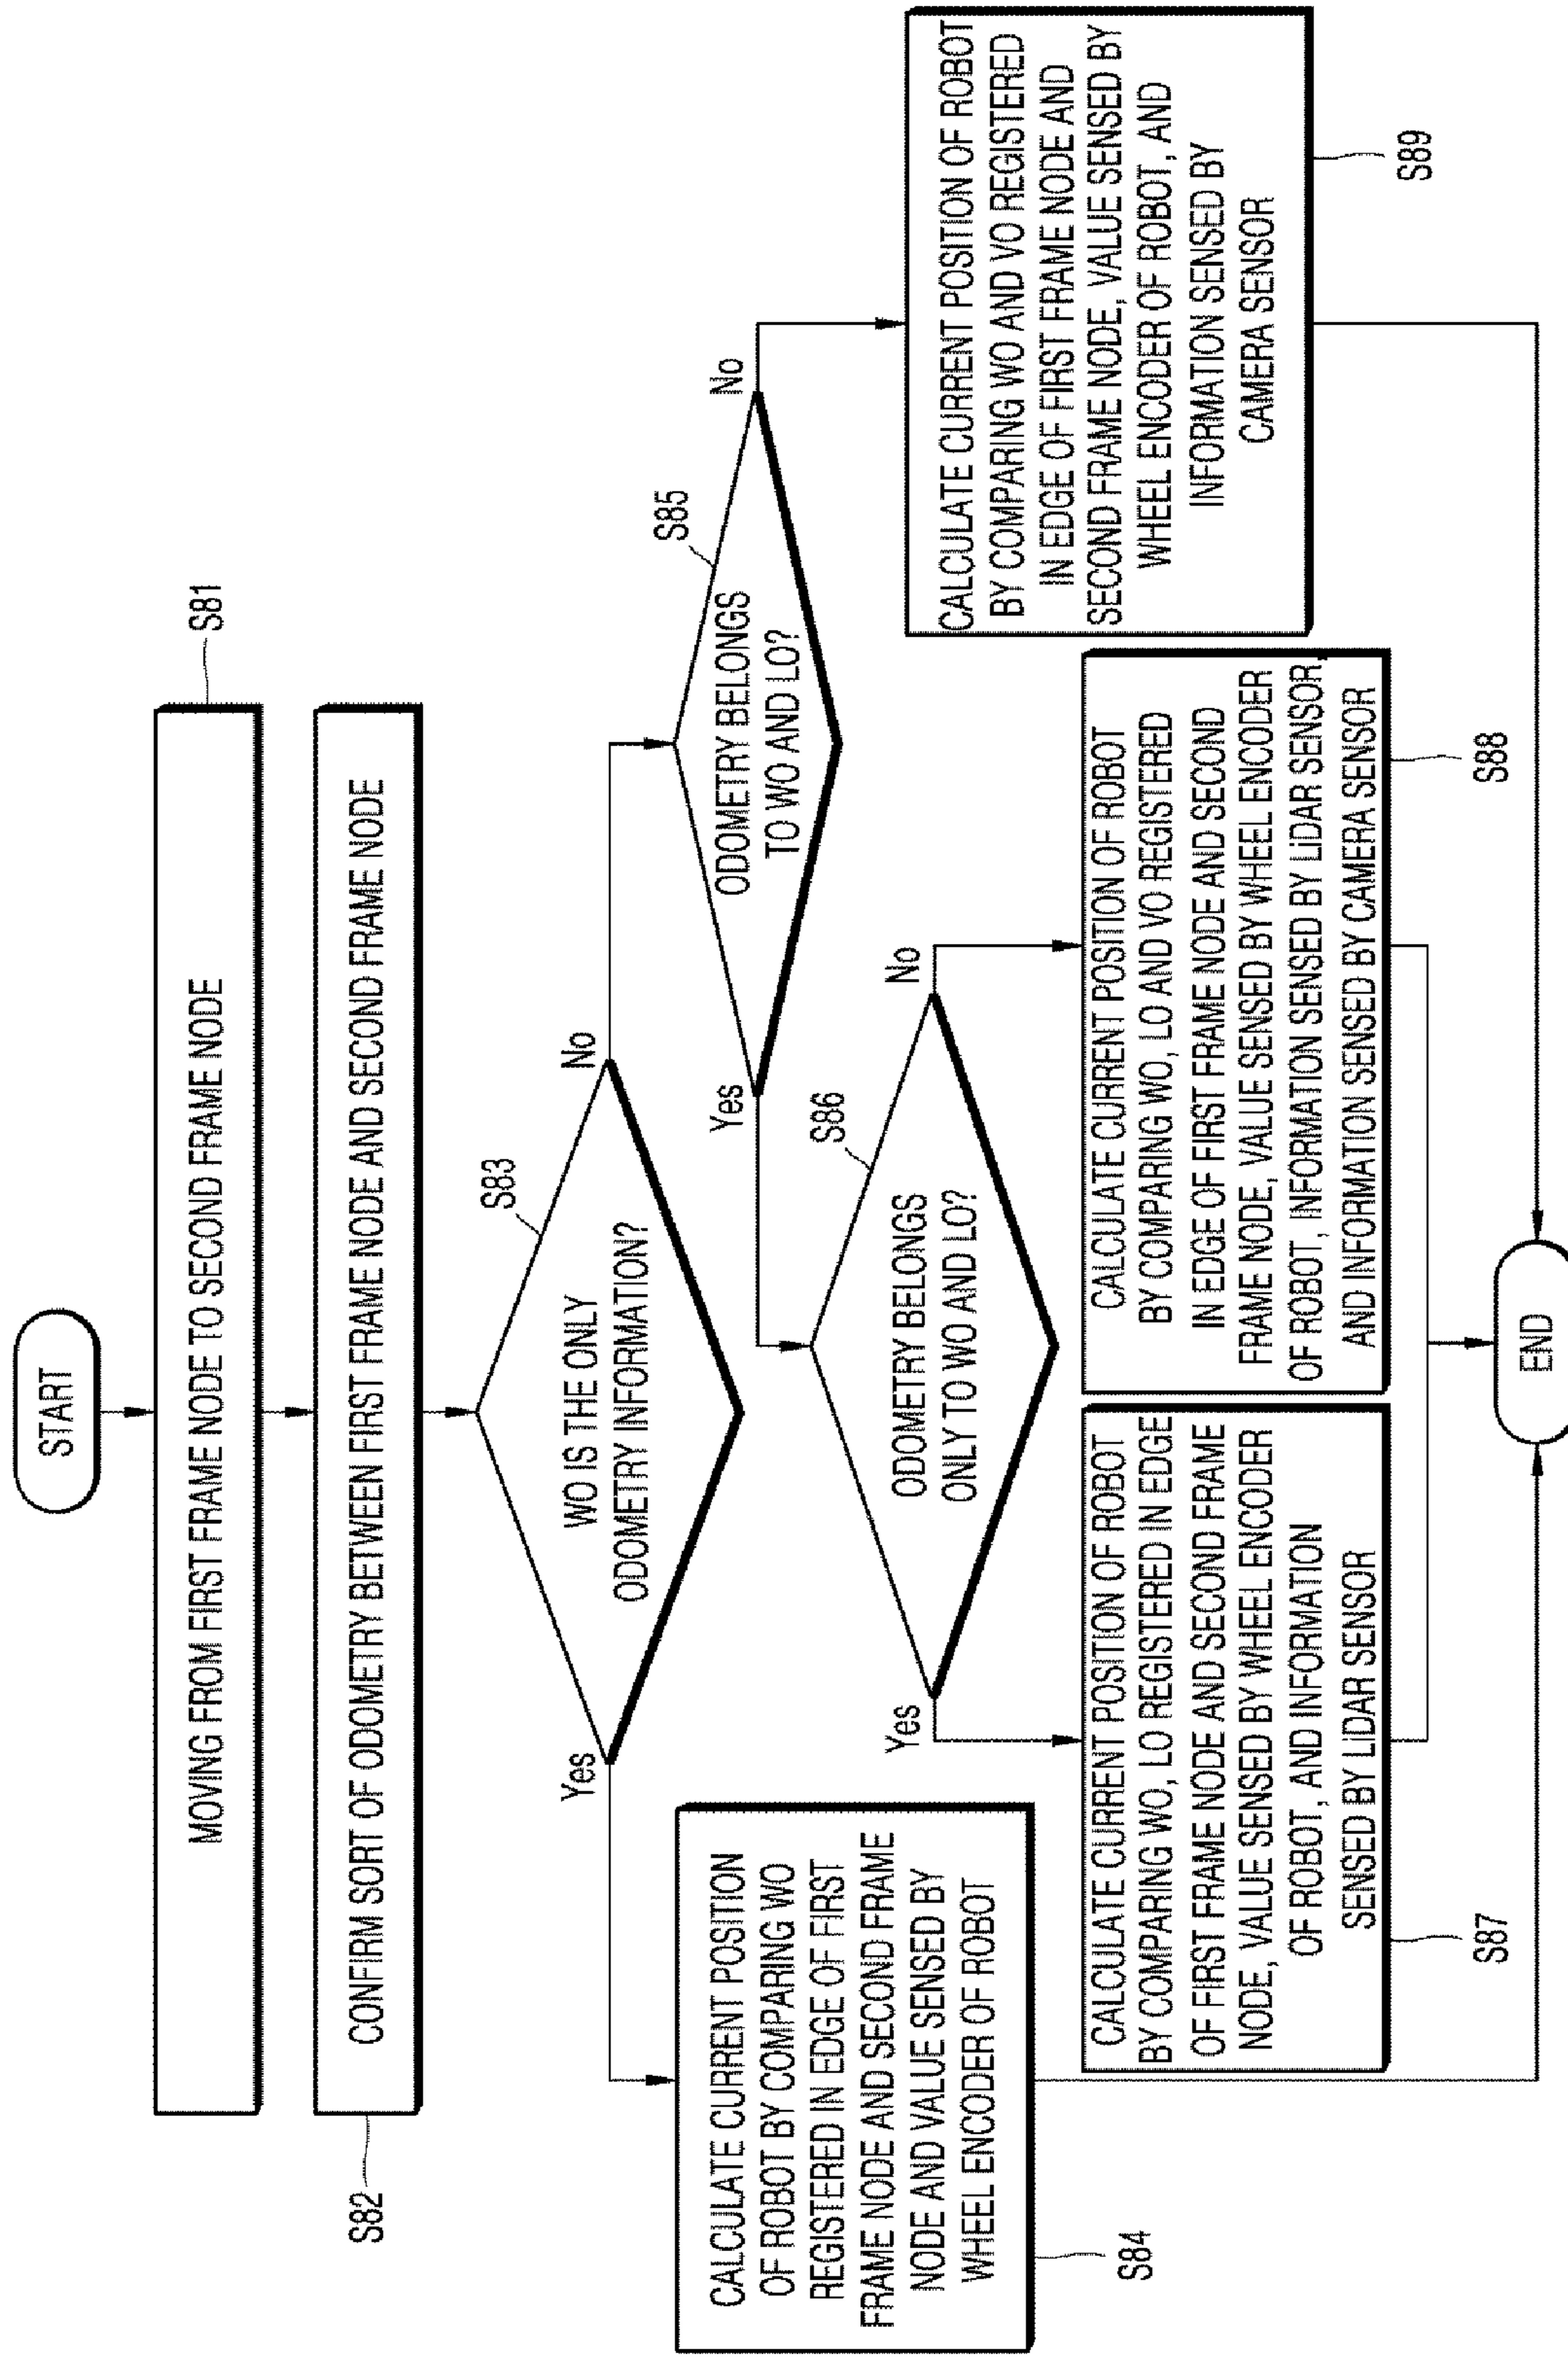 START
MOVING FROM FIRST FRAME NODE TO SECOND FRAME NODE
S81
CONFIRM SORT OF ODOMETRY BETWEEN FIRST FRAME NODE AND SECOND FRAME NODE
S82
S83
WO IS THE ONLY
ODOMETRY INFORMATION?
Yes
No
CALCULATE CURRENT POSITION
OF ROBOT BY COMPARING WO
REGISTERED IN EDGE OF FIRST
FRAME NODE AND SECOND FRAME
NODE AND VALUE SENSED BY
WHEEL ENCODER OF ROBOT
S84
S85
ODOMETRY BELONGS
TO WO AND LO?
Yes
No
S86
ODOMETRY BELONGS
ONLY TO WO AND LO?
Yes
No
CALCULATE CURRENT POSITION OF ROBOT
BY COMPARING WO, LO REGISTERED IN EDGE
OF FIRST FRAME NODE AND SECOND FRAME
NODE, VALUE SENSED BY WHEEL ENCODER
OF ROBOT, AND INFORMATION
SENSED BY LiDAR SENSOR
S87
CALCULATE CURRENT POSITION OF ROBOT
BY COMPARING WO, LO AND VO REGISTERED
IN EDGE OF FIRST FRAME NODE AND SECOND
FRAME NODE, VALUE SENSED BY WHEEL ENCODER
OF ROBOT, INFORMATION SENSED BY LiDAR SENSOR,
AND INFORMATION SENSED BY CAMERA SENSOR
S88
CALCULATE CURRENT POSITION OF ROBOT
BY COMPARING WO AND VO REGISTERED
IN EDGE OF FIRST FRAME NODE AND
SECOND FRAME NODE, VALUE SENSED BY
WHEEL ENCODER OF ROBOT, AND
INFORMATION SENSED BY
CAMERA SENSOR
S89
END